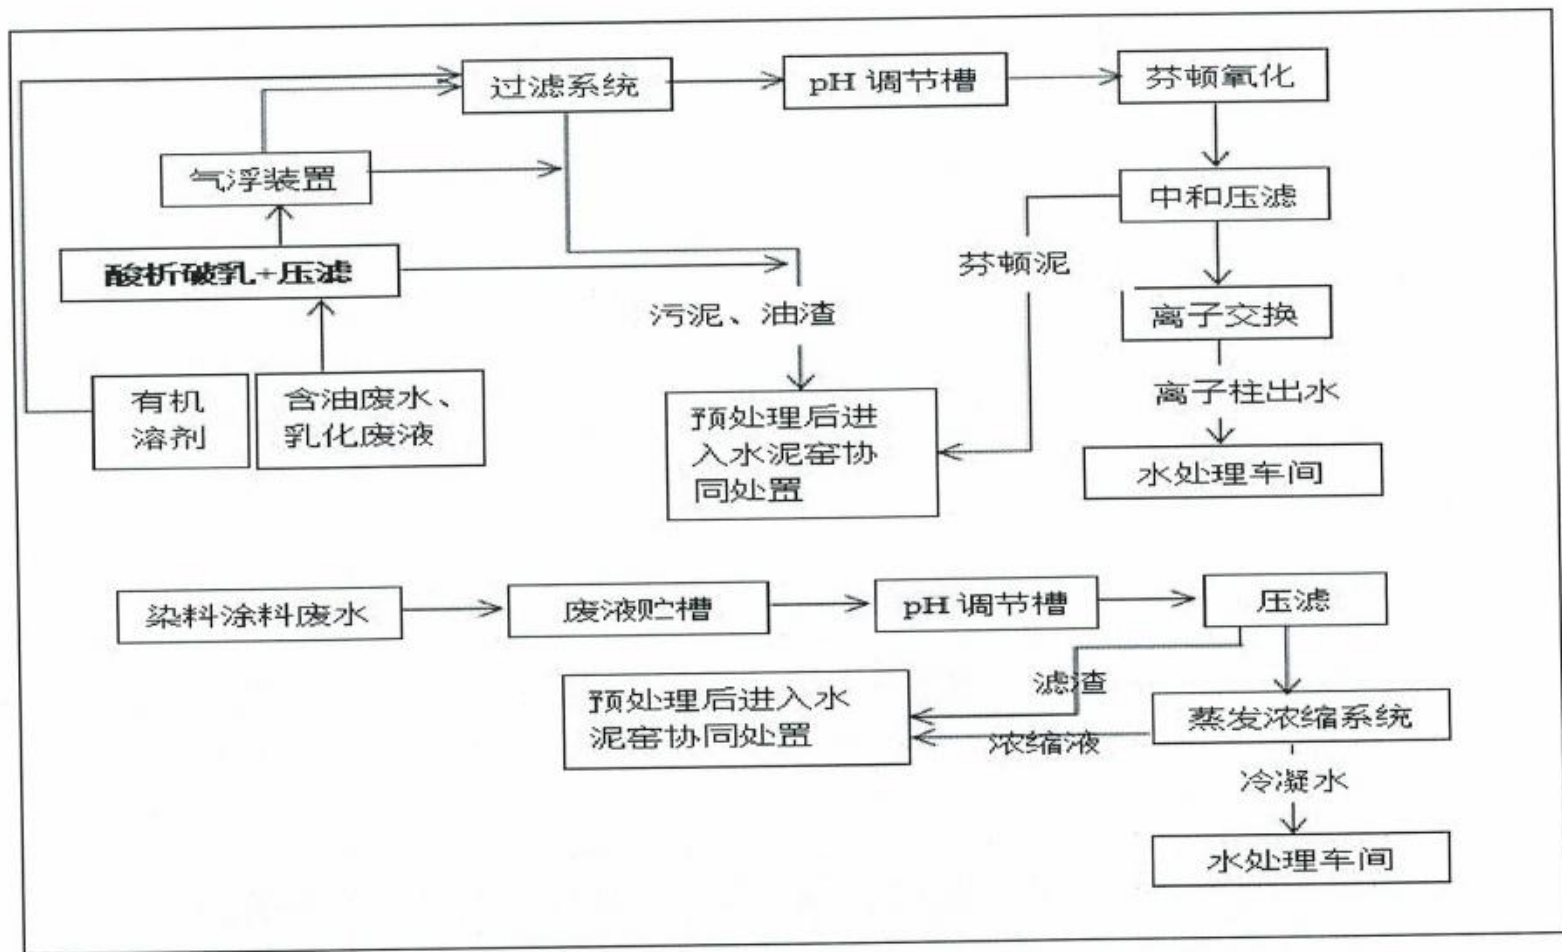 过滤系统
pH 调节槽
芬顿氧化
气浮装置
中和压滤
酸析破乳+压滤
芬顿泥
污泥、油渣
离子交换
有机
溶剂
含油废水、
乳化废液
预处理后进
入水泥窑协
同处置
离子柱出水
水处理车间
染料涂料废水
废液贮槽
pH 调节槽
压滤
滤渣
预处理后进入水
泥窑协同处置
浓缩液
蒸发浓缩系统
冷凝水
水处理车间